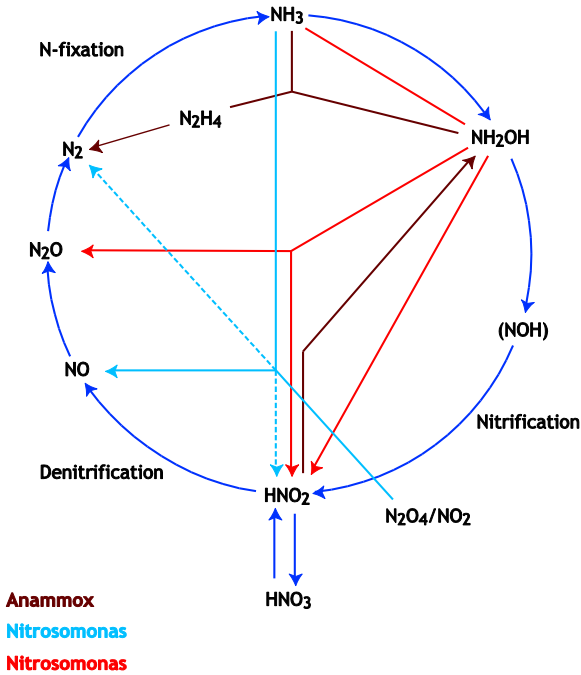 NH3
N-fixation
N2H4
NH2OH
N2
N2O
(NOH)
NO
Nitrification
Denitrification
HNO2
N2O4/NO2
HNO3
Anammox
Nitrosomonas
Nitrosomonas